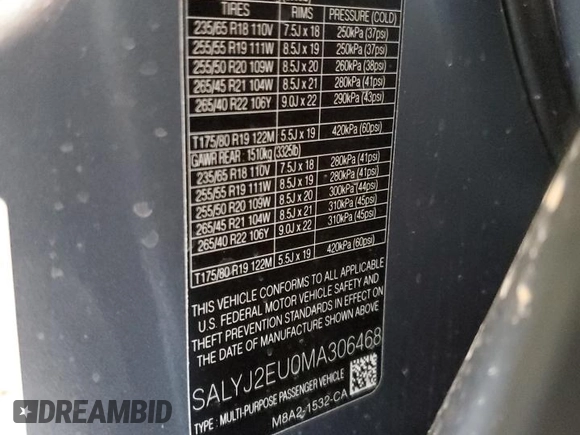 TIRES RIMS PRESSURE (COLD)
235/65 R18 110V 7.5J x 18 250kPa (37psi)
255/55 R19 111W 8.5J x 19 250kPa (37psi)
255/50 R20 109W 8.5J x 20 260kPa (38psi)
265/45 R21 104W 8.5J x 21 280kPa (41psi)
265/40 R22 106Y 9.0J x 22 290kPa (43psi)
T175/80 R19 122M 5.5J x 19 420kPa (60psi)
GAWR REAR: 1510kg (3325lb)
235/65 R18 110V 7.5J x 18 280kPa (41psi)
255/55 R19 111W 8.5J x 19 280kPa (41psi)
255/50 R20 109W 8.5J x 20 300kPa (44psi)
265/45 R21 104W 8.5J x 21 310kPa (45psi)
265/40 R22 106Y 9.0J x 22 310kPa (45psi)
T175/80 R19 122M 5.5J x 19 420kPa (60psi)
THIS VEHICLE CONFORMS TO ALL APPLICABLE
U.S. FEDERAL MOTOR VEHICLE SAFETY AND
THEFT PREVENTION STANDARDS IN EFFECT ON
THE DATE OF MANUFACTURE SHOWN ABOVE
SALYJ2EU0MA306468
TYPE : MULTI-PURPOSE PASSENGER VEHICLE
M8A2-1532-CA
DREAMBID